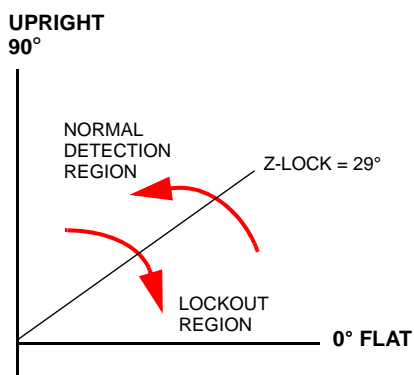 UPRIGHT
90°
NORMAL
DETECTION
REGION
Z-LOCK = 29°
LOCKOUT
REGION
0° FLAT